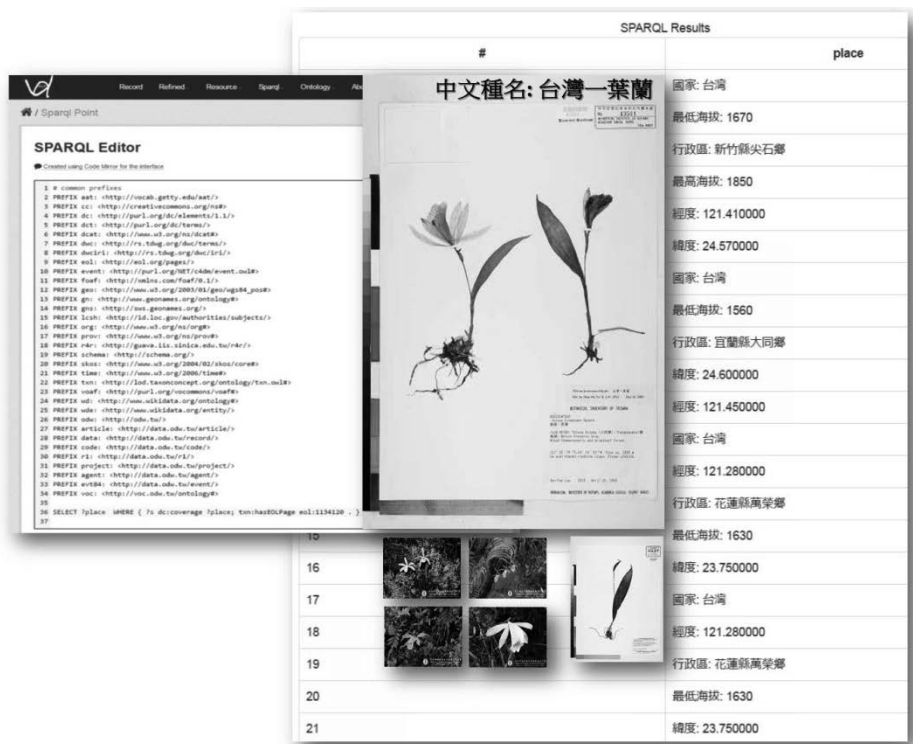 SPARQL Results
# place
國家: 台灣
最低海拔: 1670
行政區: 新竹縣尖石鄉
最高海拔: 1850
經度: 121.410000
緯度: 24.570000
國家: 台灣
最低海拔: 1560
行政區: 宜蘭縣大同鄉
緯度: 24.600000
經度: 121.450000
國家: 台灣
經度: 121.280000
行政區: 花蓮縣萬榮鄉
15 最低海拔: 1630
16 緯度: 23.750000
17 國家: 台灣
18 經度: 121.280000
19 行政區: 花蓮縣萬榮鄉
20 最低海拔: 1630
21 緯度: 23.750000
Record Refined Resource Sparql Ontology
/ Sparql Point
SPARQL Editor
Created using Code Mirror for the interface
1 # common prefixes
2 PREFIX aat: <http://vocab.getty.edu/aat/>
3 PREFIX cc: <http://creativecommons.org/ns#>
4 PREFIX dc: <http://purl.org/dc/elements/1.1/>
5 PREFIX dct: <http://purl.org/dc/terms/>
6 PREFIX dcat: <http://www.w3.org/ns/dcat#>
7 PREFIX dwc: <http://rs.tdwg.org/dwc/terms/>
8 PREFIX dwciri: <http://rs.tdwg.org/dwc/iri/>
9 PREFIX eol: <http://eol.org/pages/>
10 PREFIX event: <http://purl.org/NET/c4dm/event.owl#>
11 PREFIX foaf: <http://xmlns.com/foaf/0.1/>
12 PREFIX geo: <http://www.w3.org/2003/01/geo/wgs84_pos#>
13 PREFIX gn: <http://www.geonames.org/ontology#>
14 PREFIX gns: <http://sws.geonames.org/>
15 PREFIX lcsh: <http://id.loc.gov/authorities/subjects/>
16 PREFIX org: <http://www.w3.org/ns/org#>
17 PREFIX prov: <http://www.w3.org/ns/prov#>
18 PREFIX r4r: <http://guava.iis.sinica.edu.tw/r4r/>
19 PREFIX schema: <http://schema.org/>
20 PREFIX skos: <http://www.w3.org/2004/02/skos/core#>
21 PREFIX time: <http://www.w3.org/2006/time#>
22 PREFIX txn: <http://lod.taxonconcept.org/ontology/txn.owl#>
23 PREFIX voaf: <http://purl.org/vocommons/voaf#>
24 PREFIX wd: <http://www.wikidata.org/ontology#>
25 PREFIX wde: <http://www.wikidata.org/entity/>
26 PREFIX odw: <http://odw.tw/>
27 PREFIX article: <http://data.odw.tw/article/>
28 PREFIX data: <http://data.odw.tw/record/>
29 PREFIX code: <http://data.odw.tw/code/>
30 PREFIX r1: <http://data.odw.tw/r1/>
31 PREFIX project: <http://data.odw.tw/project/>
32 PREFIX agent: <http://data.odw.tw/agent/>
33 PREFIX evt84: <http://data.odw.tw/event/>
34 PREFIX voc: <http://voc.odw.tw/ontology#>
35
36 SELECT ?place WHERE { ?s dc:coverage ?place; txn:hasEOLPage eol:1134120 . }
37
中文種名: 台灣一葉蘭